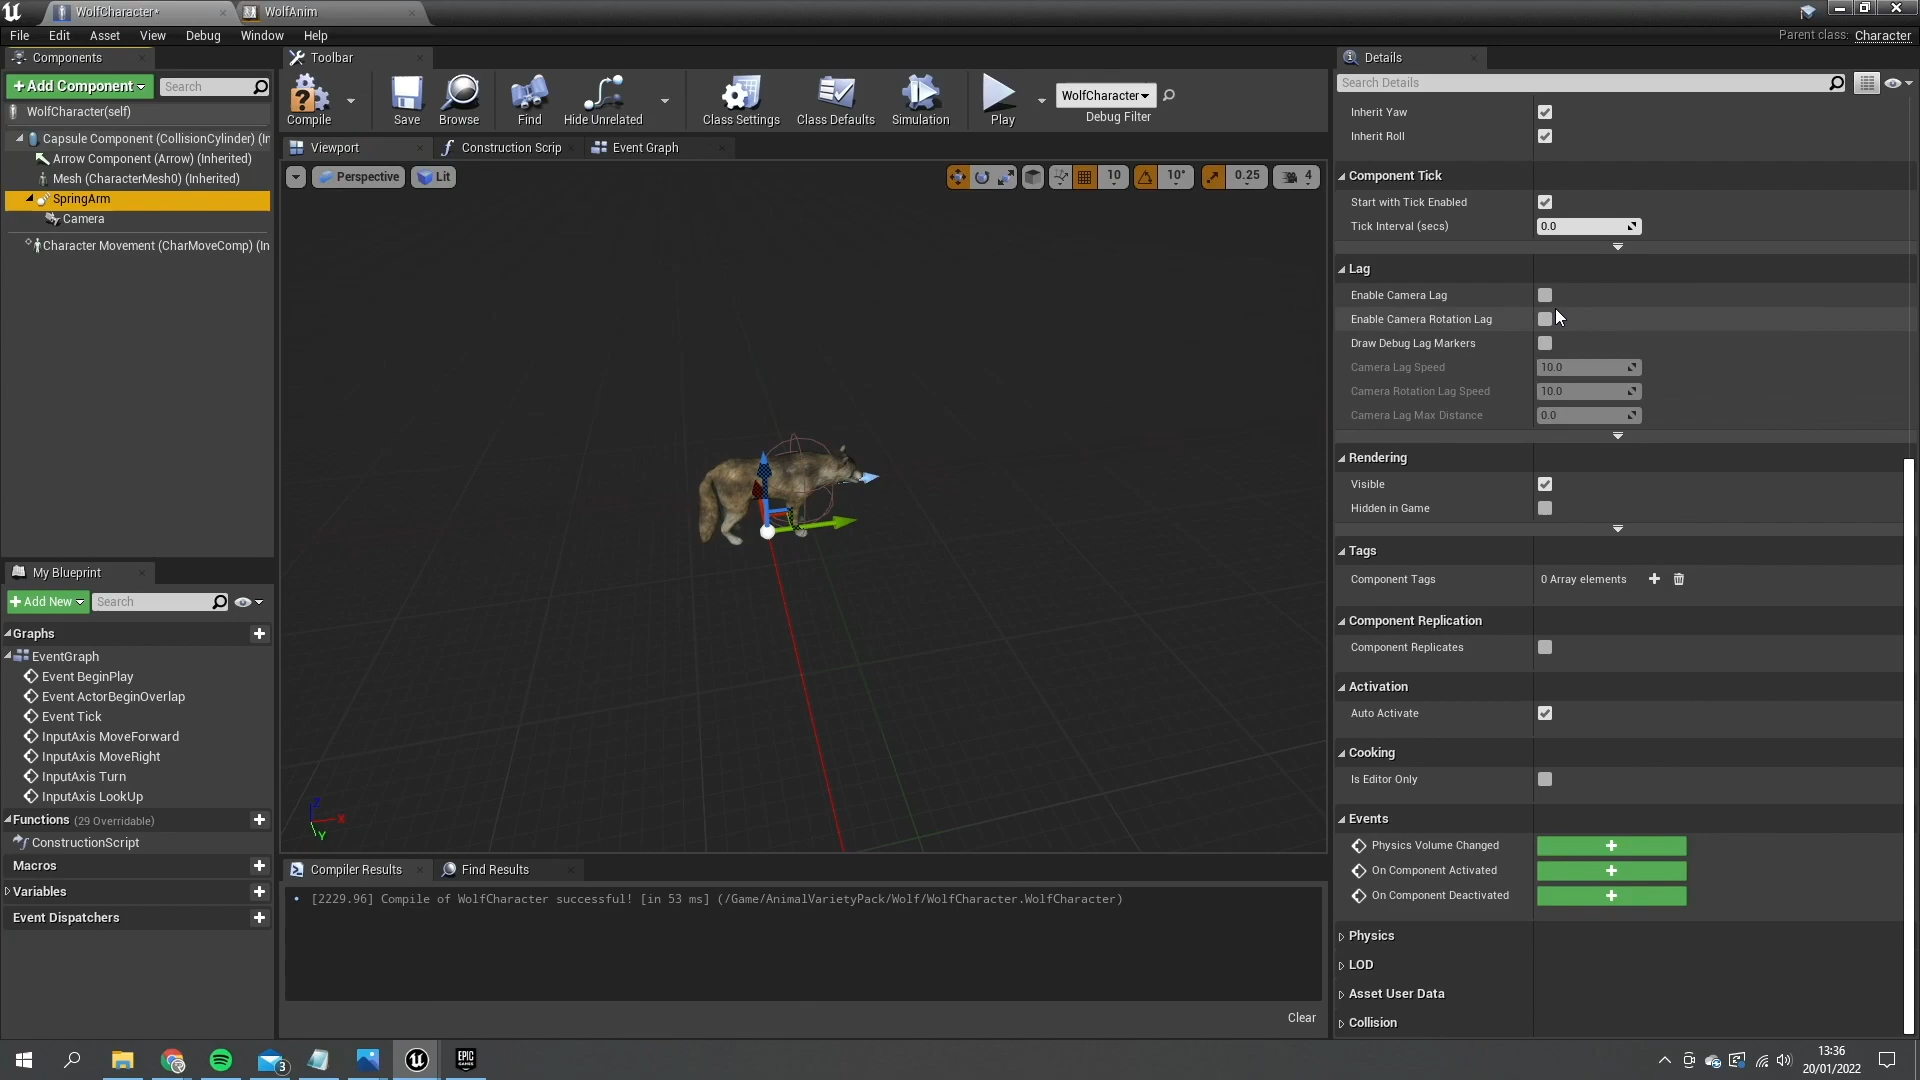 WolfCharacter*
WolfAnim
File Edit Asset View Debug Window Help
Parent class: Character
Components
Toolbar
Details
+Add Component
Search
Search Details
WolfCharacter(self)
Capsule Component (CollisionCylinder) (In
Arrow Component (Arrow) (Inherited)
Mesh (CharacterMesh0) (Inherited)
SpringArm
Camera
Character Movement (CharMoveComp) (In
Compile
Save
Browse
Find
Hide Unrelated
Class Settings
Class Defaults
Simulation
Play
WolfCharacter
Debug Filter
Viewport
Construction Scrip
Event Graph
Perspective
Lit
10
10°
0.25
4
Z
X
Y
Inherit Yaw
Inherit Roll
Component Tick
Start with Tick Enabled
Tick Interval (secs) 0.0
Lag
Enable Camera Lag
Enable Camera Rotation Lag
Draw Debug Lag Markers
Camera Lag Speed 10.0
Camera Rotation Lag Speed 10.0
Camera Lag Max Distance 0.0
Rendering
Visible
Hidden in Game
Tags
Component Tags 0 Array elements
Component Replication
Component Replicates
Activation
Auto Activate
Cooking
Is Editor Only
Events
Physics Volume Changed
On Component Activated
On Component Deactivated
Physics
LOD
Asset User Data
Collision
My Blueprint
+Add New
Search
Graphs
EventGraph
Event BeginPlay
Event ActorBeginOverlap
Event Tick
InputAxis MoveForward
InputAxis MoveRight
InputAxis Turn
InputAxis LookUp
Functions (29 Overridable)
ConstructionScript
Macros
Variables
Event Dispatchers
Compiler Results
Find Results
[2229.96] Compile of WolfCharacter successful! [in 53 ms] (/Game/AnimalVarietyPack/Wolf/WolfCharacter.WolfCharacter)
Clear
3
EPIC
GAMES
13:36
20/01/2022